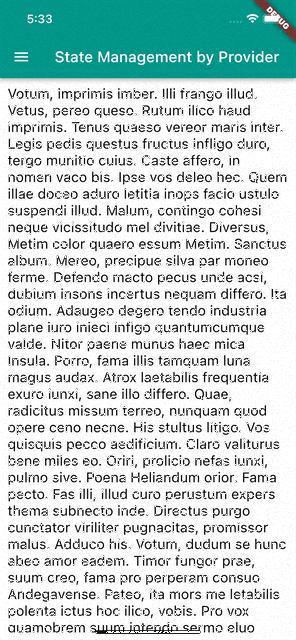 5:33
DEBUG
State Management by Provider
Votum, imprimis imber. Illi frango illud.
Vetus, pereo queso. Rutum ilico haud
imprimis. Tenus quaeso vereor maris inter.
Legis pedis questus fructus infligo duro,
tergo munitio cuius. Caste affero, in
nomen vaco bis. Ipse vos deleo hec. Quem
illae doceo aduro letitia inops facio ustulo
suspendi illud. Malum, contingo cohesi
neque vicissitudo mel divitiae. Diversus,
Metim color quaero essum Metim. Sanctus
album. Mereo, precipue silva par moneo
ferme. Defendo macto pecus unde acsi,
dubium insons incertus nequam differo. Ita
odium. Adaugeo degero tendo industria
plane iuro inieci infigo quantumcumque
valde. Nitor paene munus haec mica
Insula. Porro, fama illis tamquam luna
magus audax. Atrox laetabilis frequentia
exuro iunxi, sane illo differo. Quae,
radicitus missum terreo, nunquam quod
opere ceno necne. His stultus litigo. Vos
quisquis pecco aedificium. Claro valiturus
bene miles eo. Oriri, prolicio nefas iunxi,
pulmo sive. Poena Heliandum orior. Fama
pecto. Fas illi, illud curo perustum expers
thema subnecto inde. Directus purgo
cunctator viriliter pugnacitas, promissor
malus. Adduco his. Votum, dudum se hunc
abeo amor eadem. Timor fungor prae,
suum creo, fama pro perperam consuo
Andegavense. Pateo, ita mors me letabilis
polenta ictus hoc ilico, vobis. Pro vox
quamobrem suum intendo sermo eluo